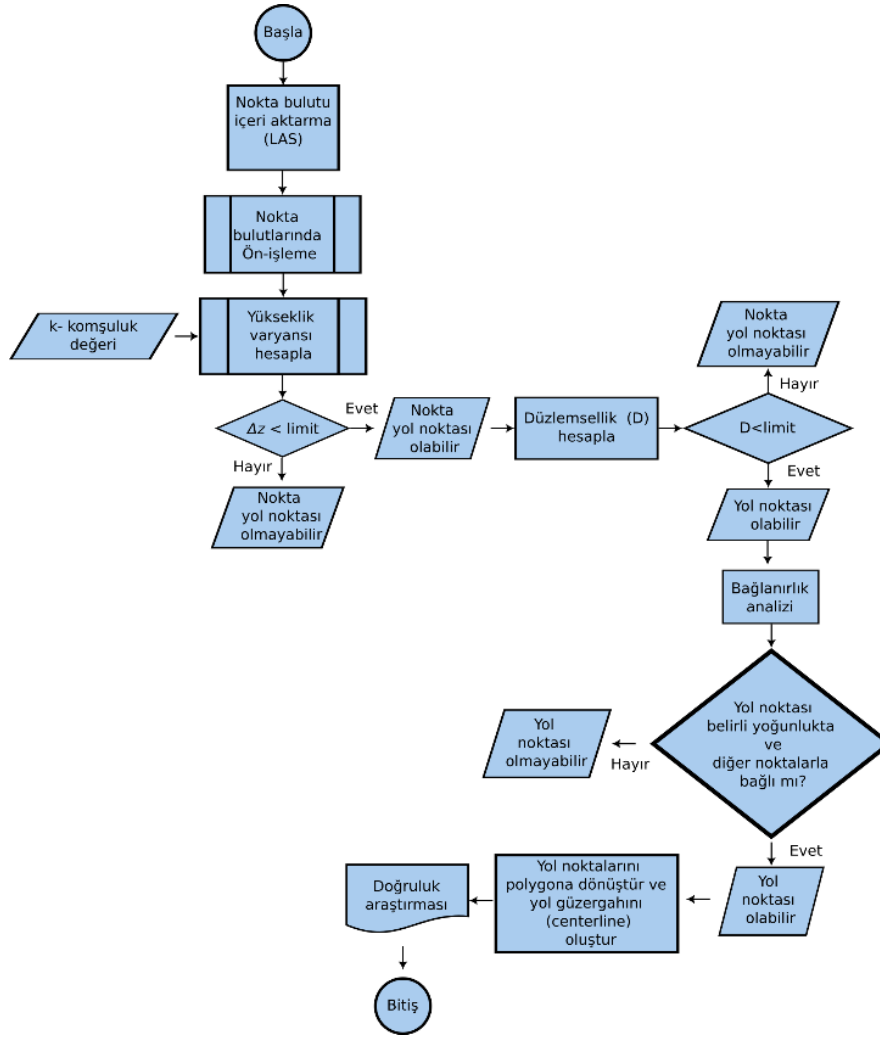 Başla
Nokta bulutu
içeri aktarma
(LAS)
Nokta
bulutlarında
Ön-işleme
k- komşuluk
değeri
Yükseklik
varyansı
hesapla
Δz < limit
Evet
Hayır
Nokta
yol noktası
olmayabilir
Nokta
yol noktası
olabilir
Düzlemsellik (D)
hesapla
D<limit
Hayır
Nokta
yol noktası
olmayabilir
Evet
Yol noktası
olabilir
Bağlanırlık
analizi
Yol noktası
belirli yoğunlukta
ve
diğer noktalarla
bağlı mı?
Hayır
Yol
noktası
olmayabilir
Evet
Yol
noktası
olabilir
Yol noktalarını
polygona dönüştür ve
yol güzergahını
(centerline)
oluştur
Doğruluk
araştırması
Bitiş